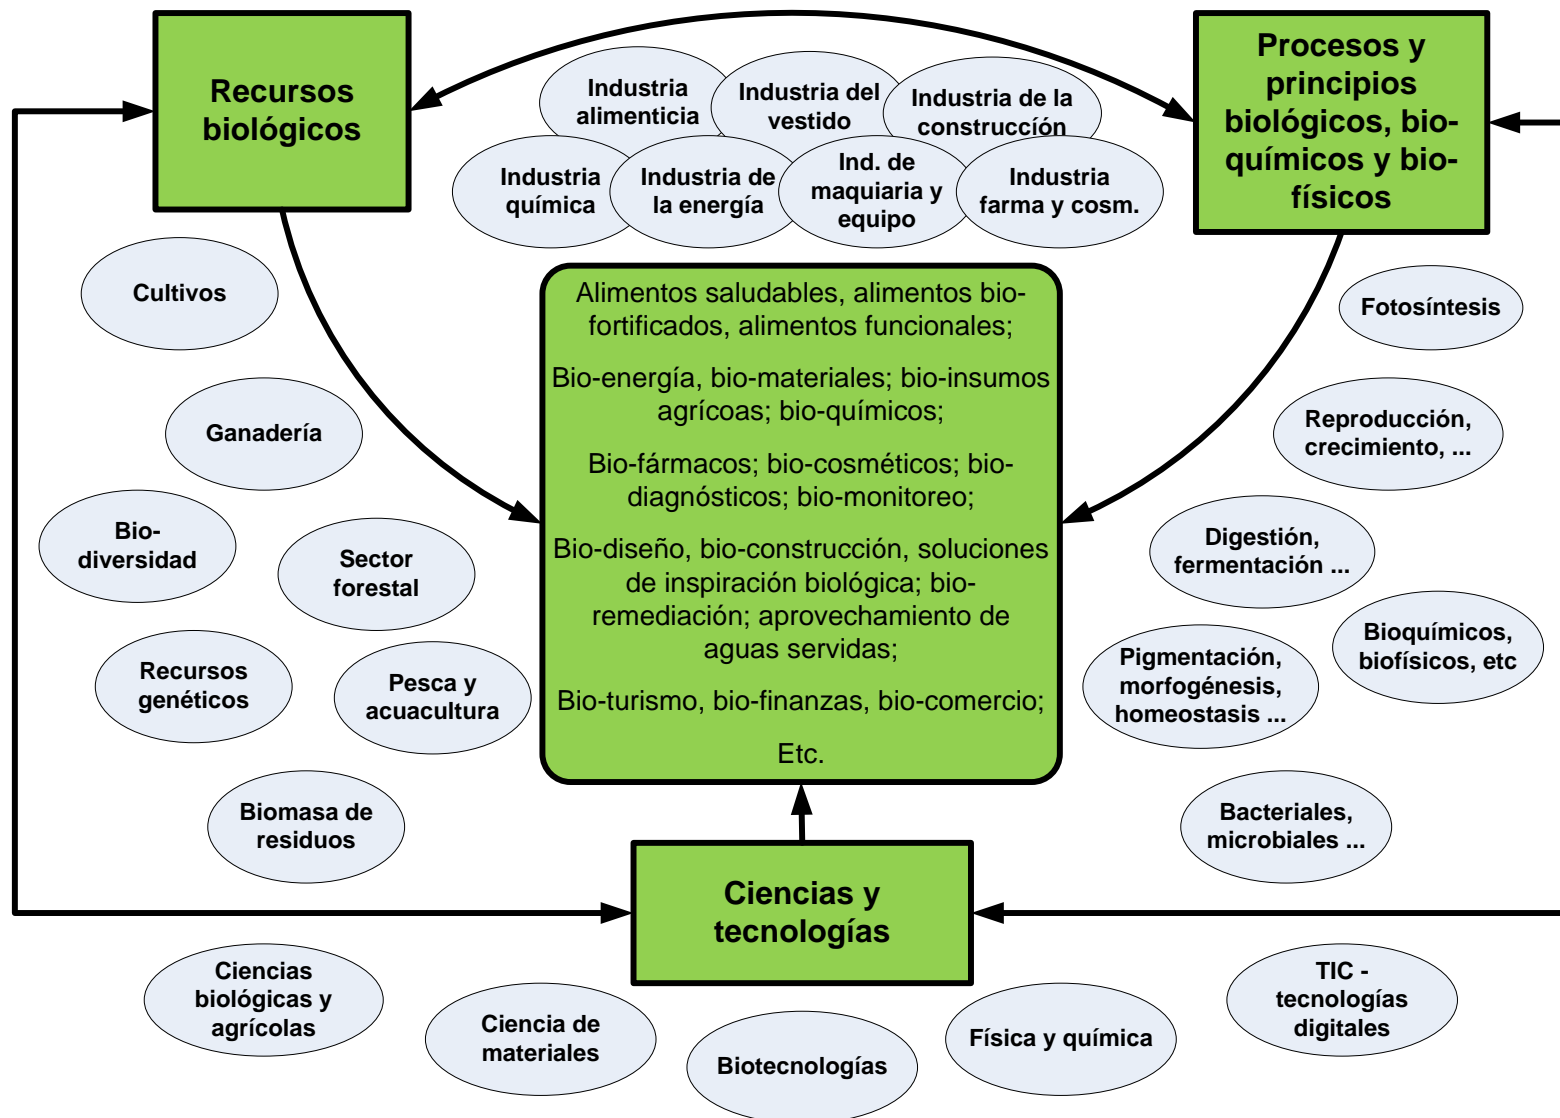 Recursos
biológicos
Procesos y
principios
biológicos, bio-
químicos y bio-
físicos
Industria
alimenticia
Industria del
vestido
Industria de la
construccíón
Industria
química
Industria de
la energía
Ind. de
maquiaria y
equipo
Industria
farma y cosm.
Cultivos
Ganadería
Bio-
diversidad
Sector
forestal
Recursos
genéticos
Pesca y
acuacultura
Biomasa de
residuos
Alimentos saludables, alimentos bio-
fortificados, alimentos funcionales;
Bio-energía, bio-materiales; bio-insumos
agrícoas; bio-químicos;
Bio-fármacos; bio-cosméticos; bio-
diagnósticos; bio-monitoreo;
Bio-diseño, bio-construcción, soluciones
de inspiración biológica; bio-
remediación; aprovechamiento de
aguas servidas;
Bio-turismo, bio-finanzas, bio-comercio;
Etc.
Fotosíntesis
Reproducción,
crecimiento, ...
Digestión,
fermentación ...
Bioquímicos,
biofísicos, etc
Pigmentación,
morfogénesis,
homeostasis ...
Bacteriales,
microbiales ...
Ciencias y
tecnologías
Ciencias
biológicas y
agrícolas
Ciencia de
materiales
Biotecnologías
Física y química
TIC -
tecnologías
digitales